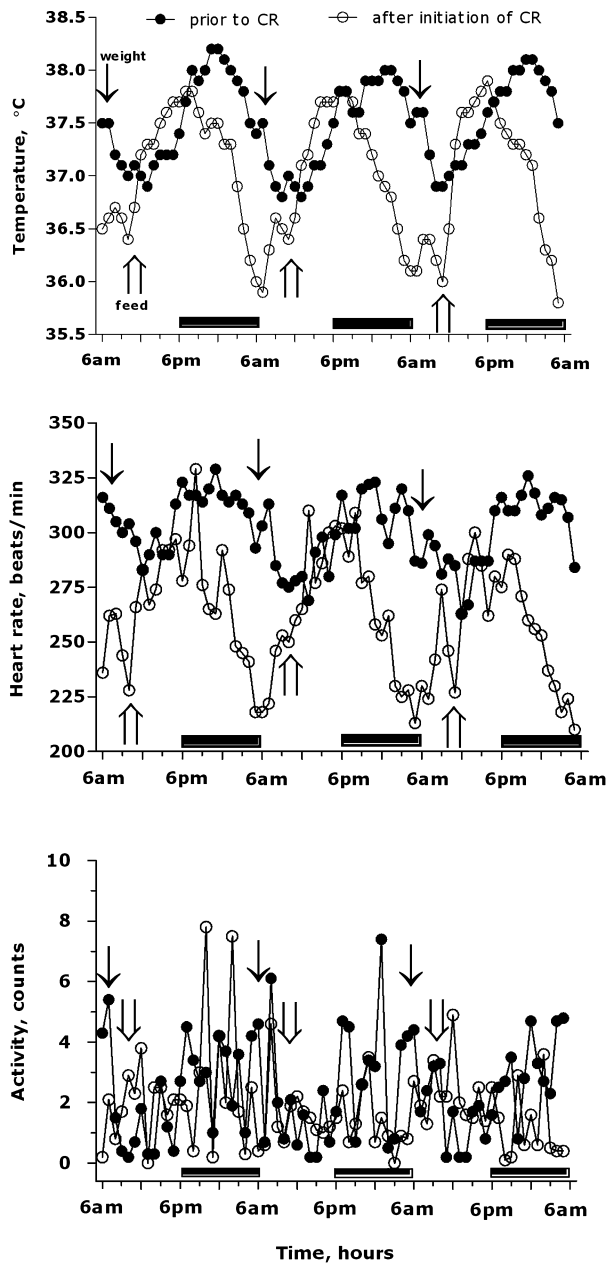 prior to CR after initiation of CR
38.5
weight
38.0
37.5
37.0
36.5
36.0
35.5
Temperature, °C
feed
6am 6pm 6am 6pm 6am 6pm 6am
350
325
300
275
250
225
200
Heart rate, beats/min
6am 6pm 6am 6pm 6am 6pm 6am
10
8
6
4
2
0
Activity, counts
6am 6pm 6am 6pm 6am 6pm 6am
Time, hours